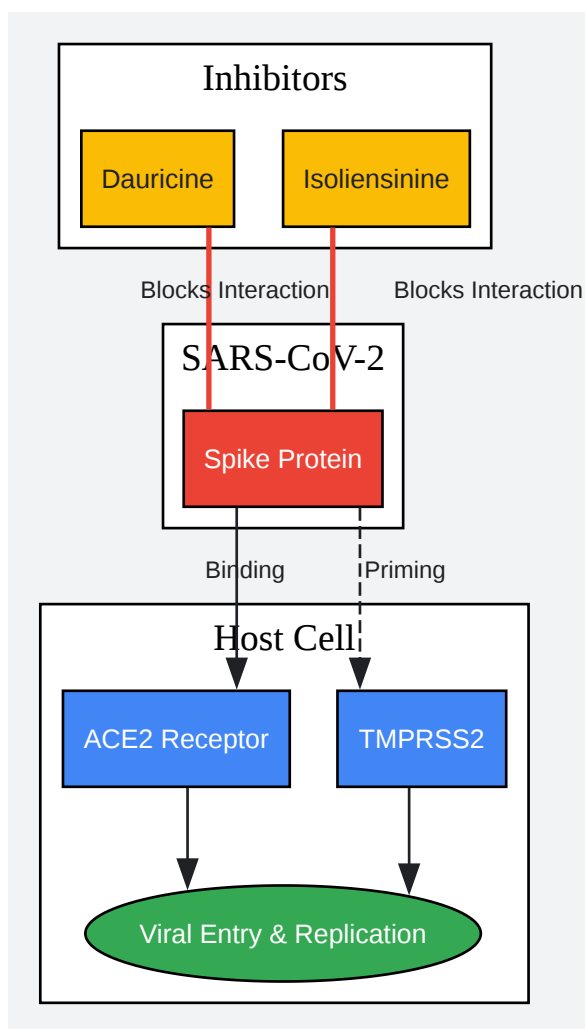 Inhibitors
Dauricine
Isoliensinine
Blocks Interaction
Blocks Interaction
SARS-CoV-2
Spike Protein
Binding
Priming
Host Cell
ACE2 Receptor
TMPRSS2
Viral Entry & Replication